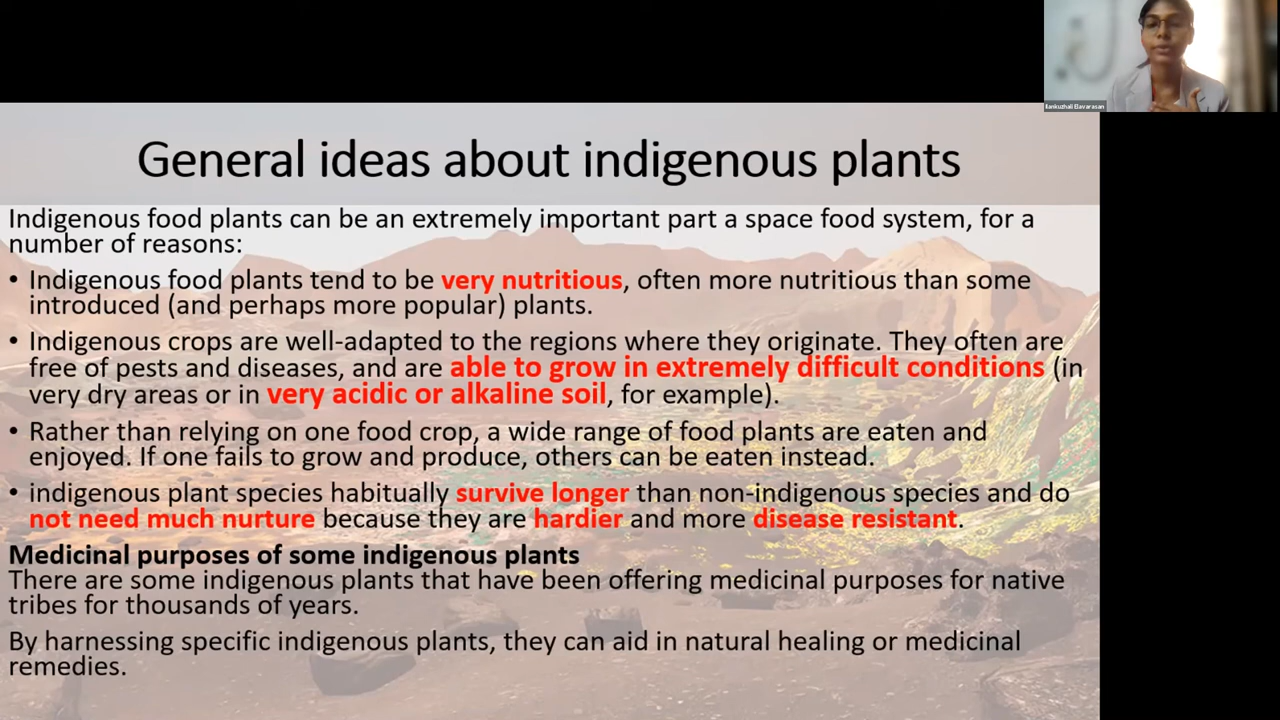 Ilankuzhali Elavarasan
General ideas about indigenous plants
Indigenous food plants can be an extremely important part a space food system, for a
number of reasons:
• Indigenous food plants tend to be very nutritious, often more nutritious than some
introduced (and perhaps more popular) plants.
• Indigenous crops are well-adapted to the regions where they originate. They often are
free of pests and diseases, and are able to grow in extremely difficult conditions (in
very dry areas or in very acidic or alkaline soil, for example).
• Rather than relying on one food crop, a wide range of food plants are eaten and
enjoyed. If one fails to grow and produce, others can be eaten instead.
• indigenous plant species habitually survive longer than non-indigenous species and do
not need much nurture because they are hardier and more disease resistant.
Medicinal purposes of some indigenous plants
There are some indigenous plants that have been offering medicinal purposes for native
tribes for thousands of years.
By harnessing specific indigenous plants, they can aid in natural healing or medicinal
remedies.